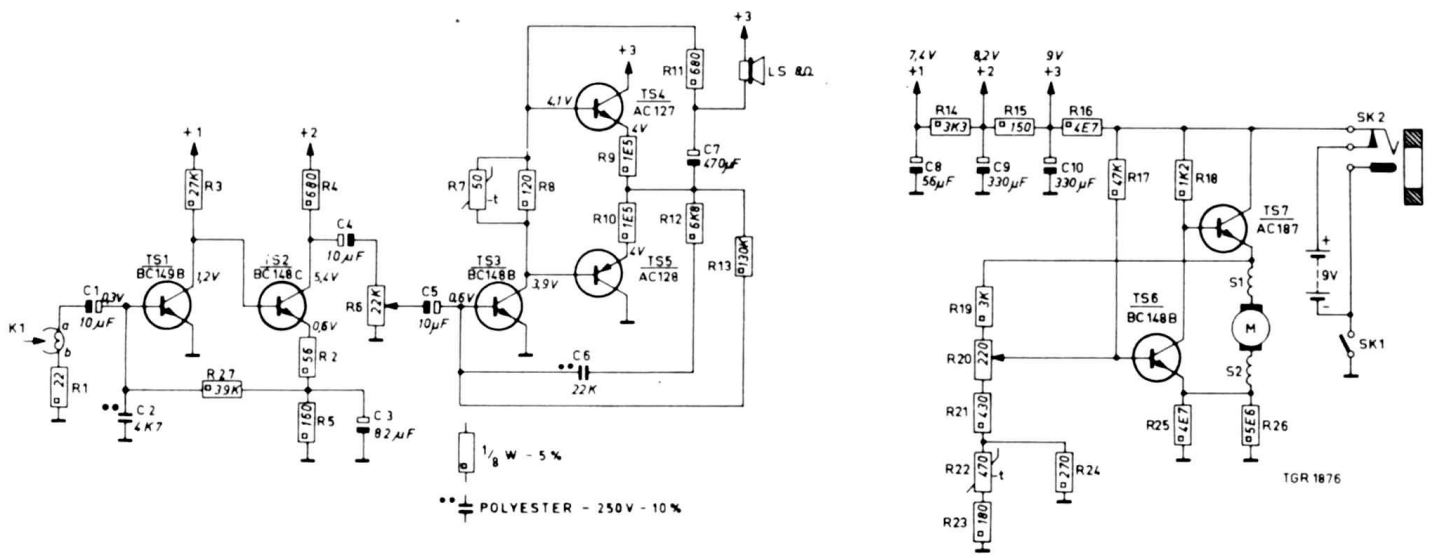 +3
+3
R11
680
LS 8Ω
TS4
AC127
4,1V
4V
R9
1E5
C7
470µF
+1
+2
R3
27K
R4
680
R7
50
-t
R8
120
R10
1E5
R12
6K8
R13
130K
C4
10µF
TS1
BC149B
1,2V
TS2
BC148C
5,4V
0,6V
C1
10µF
0,3V
K1
a
b
R1
22
R6
22K
C5
10µF
0,6V
TS3
BC148B
3,9V
4V
TS5
AC128
C6
22K
R2
56
R27
39K
C2
4K7
R5
160
C3
82µF
1/8 W - 5%
POLYESTER - 250V - 10%
7,4V
+1
8,2V
+2
9V
+3
R14
3K3
R15
150
R16
4E7
SK2
C8
56µF
C9
330µF
C10
330µF
R17
47K
R18
1K2
TS7
AC187
+
9V
-
S1
M
S2
SK1
R19
3K
TS6
BC148B
R20
220
R21
430
R25
4E7
5E6
R26
R22
470
-t
270
R24
R23
180
TGR 1876